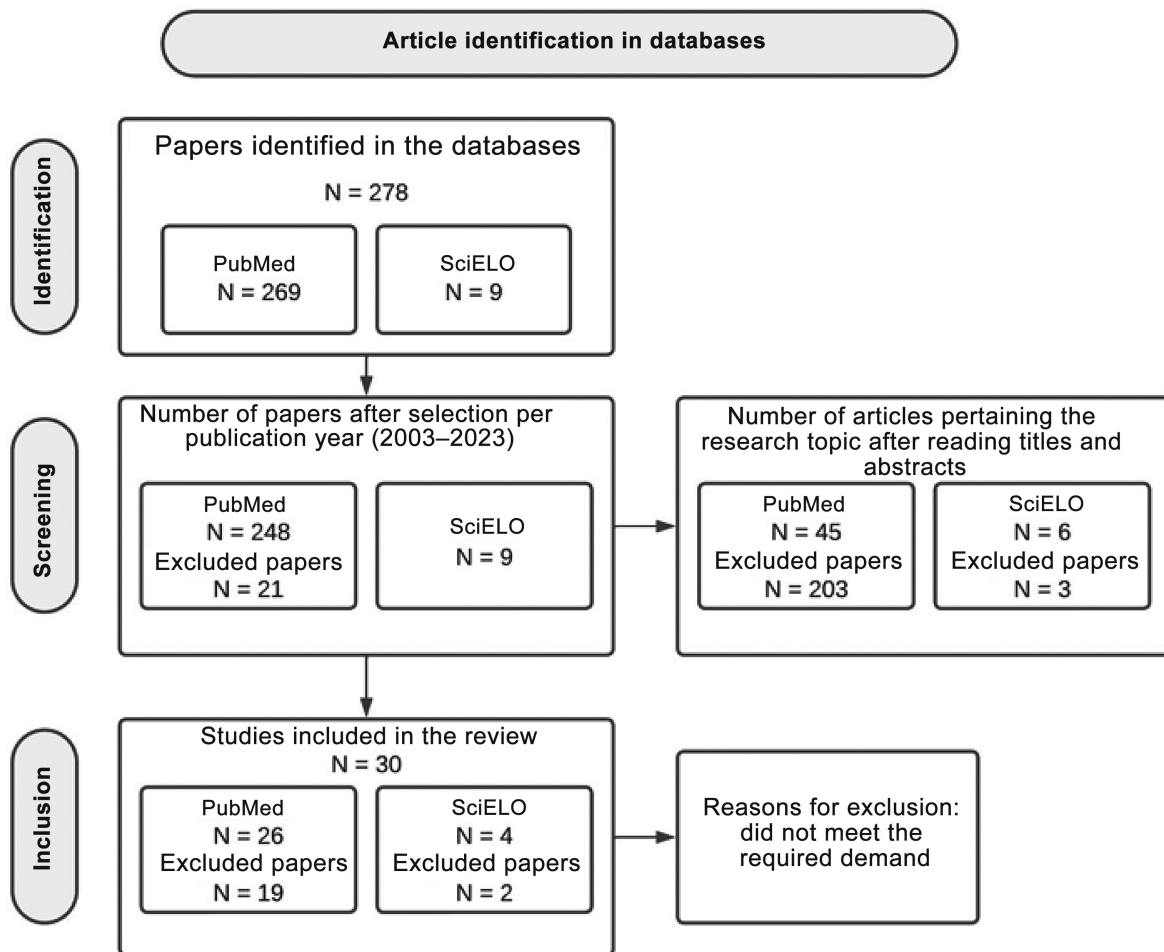 Article identification in databases
Identification
Papers identified in the databases
N = 278
PubMed
N = 269
SciELO
N = 9
Screening
Number of papers after selection per
publication year (2003–2023)
PubMed
N = 248
Excluded papers
N = 21
SciELO
N = 9
Number of articles pertaining the
research topic after reading titles and
abstracts
PubMed
N = 45
Excluded papers
N = 203
SciELO
N = 6
Excluded papers
N = 3
Inclusion
Studies included in the review
N = 30
PubMed
N = 26
Excluded papers
N = 19
SciELO
N = 4
Excluded papers
N = 2
Reasons for exclusion:
did not meet the
required demand